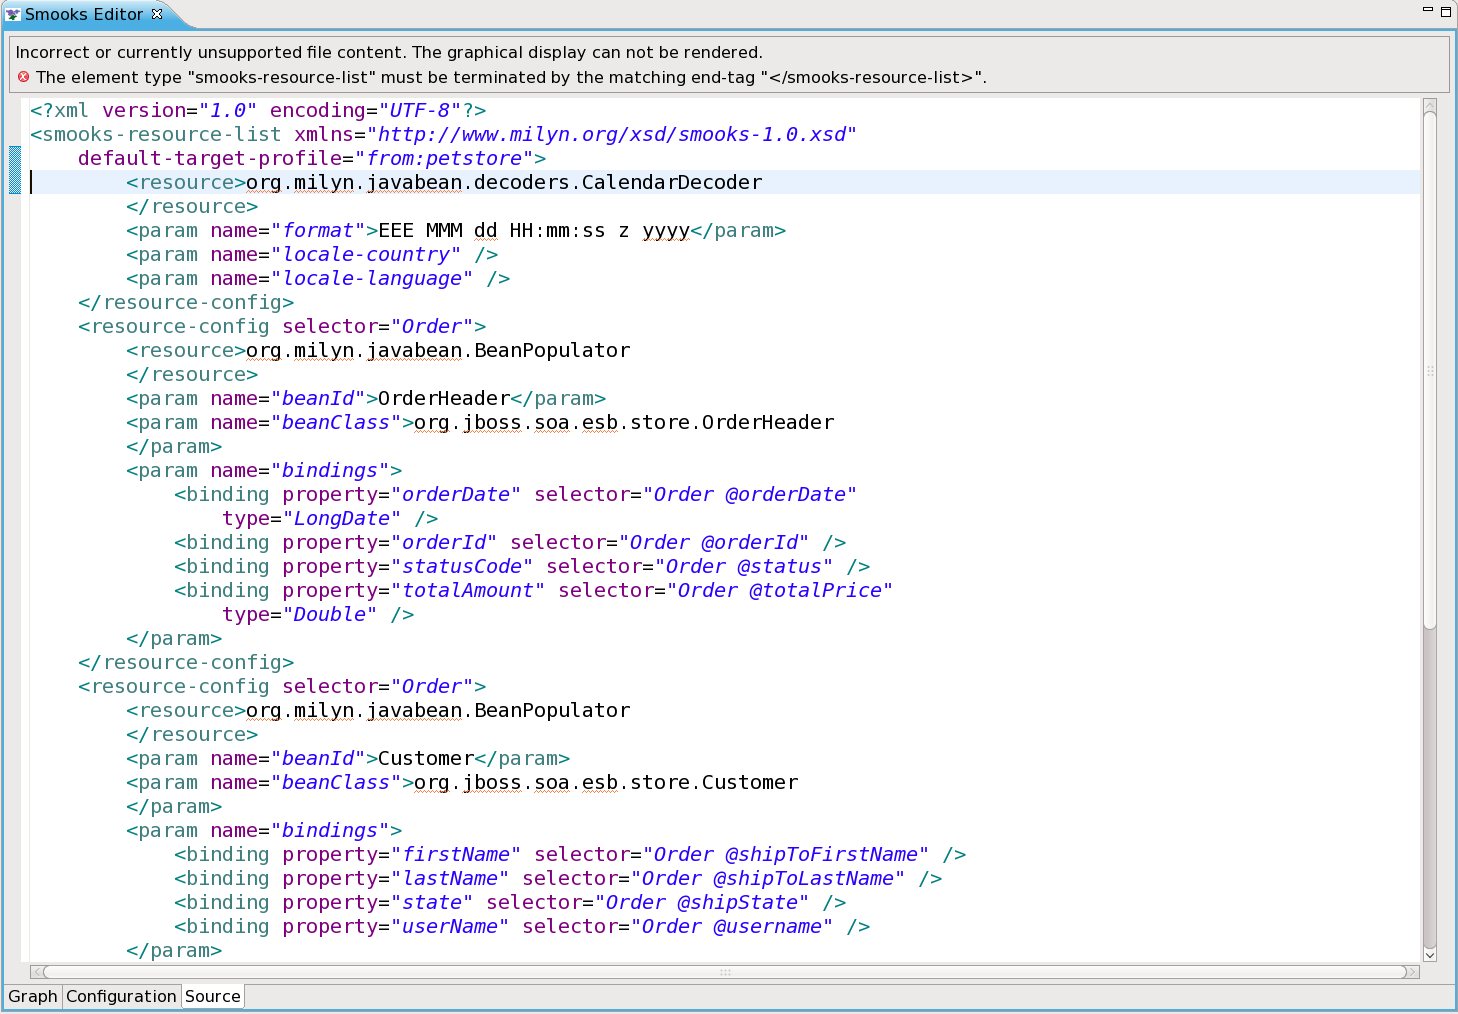 Smooks Editor
Incorrect or currently unsupported file content. The graphical display can not be rendered.
The element type "smooks-resource-list" must be terminated by the matching end-tag "</smooks-resource-list>".
<?xml version="1.0" encoding="UTF-8"?>
<smooks-resource-list xmlns="http://www.milyn.org/xsd/smooks-1.0.xsd"
default-target-profile="from:petstore">
<resource>org.milyn.javabean.decoders.CalendarDecoder
</resource>
<param name="format">EEE MMM dd HH:mm:ss z yyyy</param>
<param name="locale-country" />
<param name="locale-language" />
</resource-config>
<resource-config selector="Order">
<resource>org.milyn.javabean.BeanPopulator
</resource>
<param name="beanId">OrderHeader</param>
<param name="beanClass">org.jboss.soa.esb.store.OrderHeader
</param>
<param name="bindings">
<binding property="orderDate" selector="Order @orderDate"
type="LongDate" />
<binding property="orderId" selector="Order @orderId" />
<binding property="statusCode" selector="Order @status" />
<binding property="totalAmount" selector="Order @totalPrice"
type="Double" />
</param>
</resource-config>
<resource-config selector="Order">
<resource>org.milyn.javabean.BeanPopulator
</resource>
<param name="beanId">Customer</param>
<param name="beanClass">org.jboss.soa.esb.store.Customer
</param>
<param name="bindings">
<binding property="firstName" selector="Order @shipToFirstName" />
<binding property="lastName" selector="Order @shipToLastName" />
<binding property="state" selector="Order @shipState" />
<binding property="userName" selector="Order @username" />
</param>
Graph Configuration Source